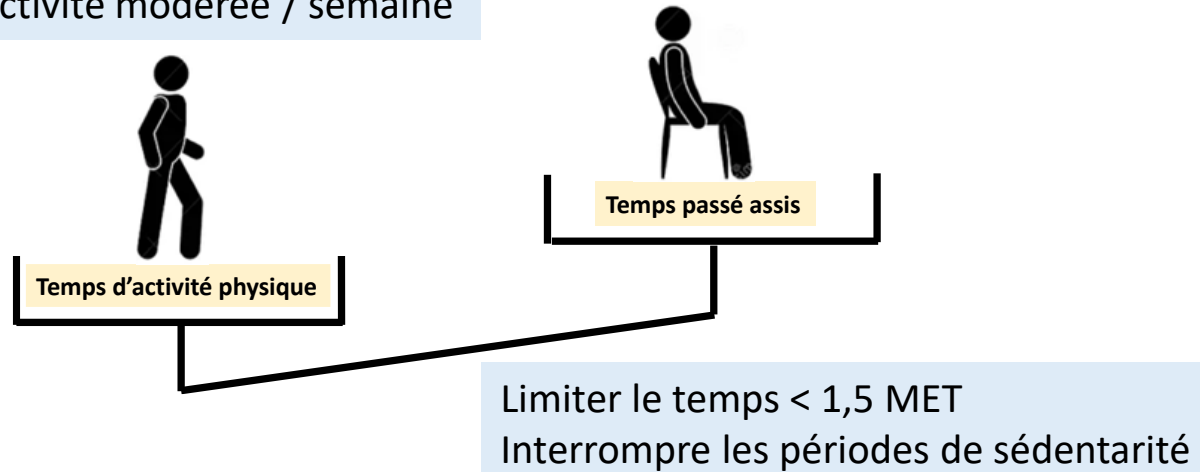 ctivité modérée / semaine
Temps passé assis
Temps d'activité physique
Limiter le temps < 1,5 MET
Interrompre les périodes de sédentarité